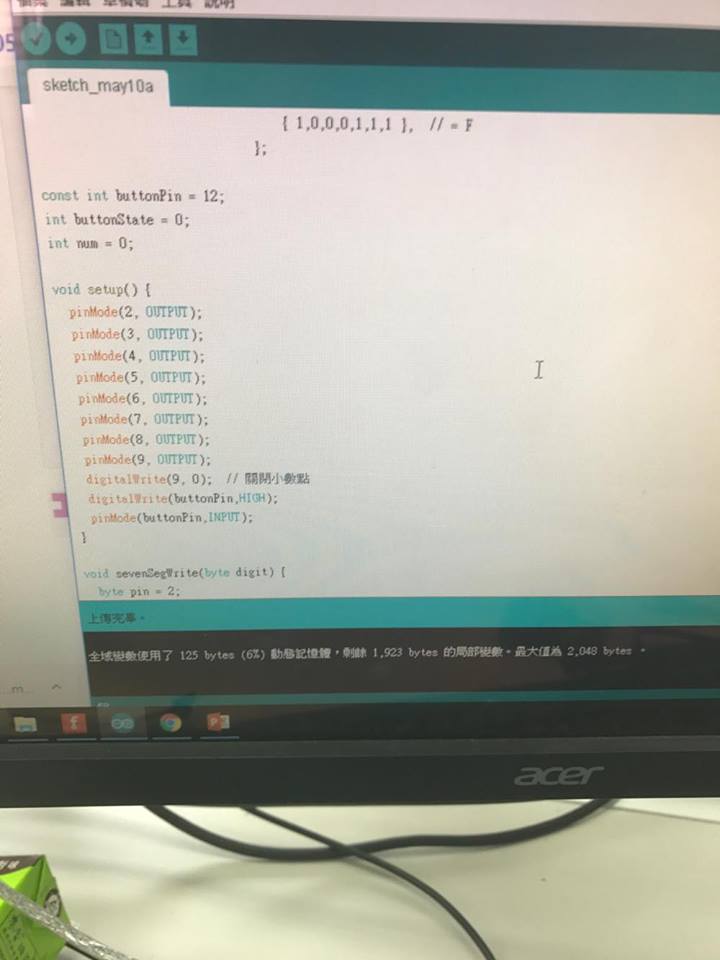 檔案 編輯 草稿碼 工具 說明
sketch_may10a
{ 1,0,0,0,1,1,1 }, // = F
};
const int buttonPin = 12;
int buttonState = 0;
int num = 0;
void setup() {
pinMode(2, OUTPUT);
pinMode(3, OUTPUT);
pinMode(4, OUTPUT);
pinMode(5, OUTPUT);
pinMode(6, OUTPUT);
pinMode(7, OUTPUT);
pinMode(8, OUTPUT);
pinMode(9, OUTPUT);
digitalWrite(9, 0); // 關閉小數點
digitalWrite(buttonPin,HIGH);
pinMode(buttonPin,INPUT);
}
void sevenSegWrite(byte digit) {
byte pin = 2;
上傳完畢。
全域變數使用了 125 bytes (6%) 動態記憶體，剩餘 1,923 bytes 的局部變數。最大值為 2,048 bytes 。
acer